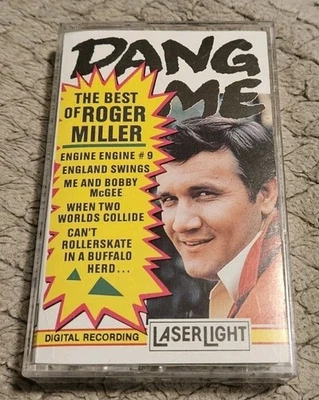 DANG
ME
THE BEST
OF ROGER
MILLER
ENGINE ENGINE # 9
ENGLAND SWINGS
ME AND BOBBY
McGEE
WHEN TWO
WORLDS COLLIDE
CAN'T
ROLLERSKATE
IN A BUFFALO
HERD...
DIGITAL RECORDING
LASERLIGHT